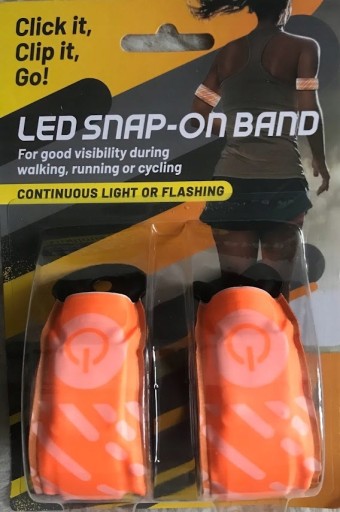 Click it,
Clip it,
Go!
LED SNAP-ON BAND
For good visibility during
walking, running or cycling
CONTINUOUS LIGHT OR FLASHING